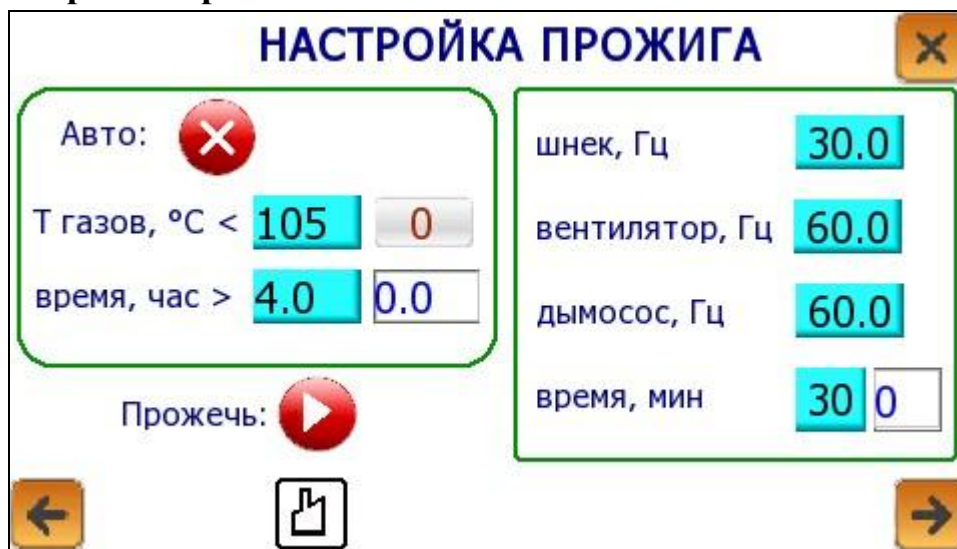 НАСТРОЙКА ПРОЖИГА
Авто:
Т газов, °C < 105 0
время, час > 4.0 0.0
Прожечь:
шнек, Гц 30.0
вентилятор, Гц 60.0
дымосос, Гц 60.0
время, мин 30 0